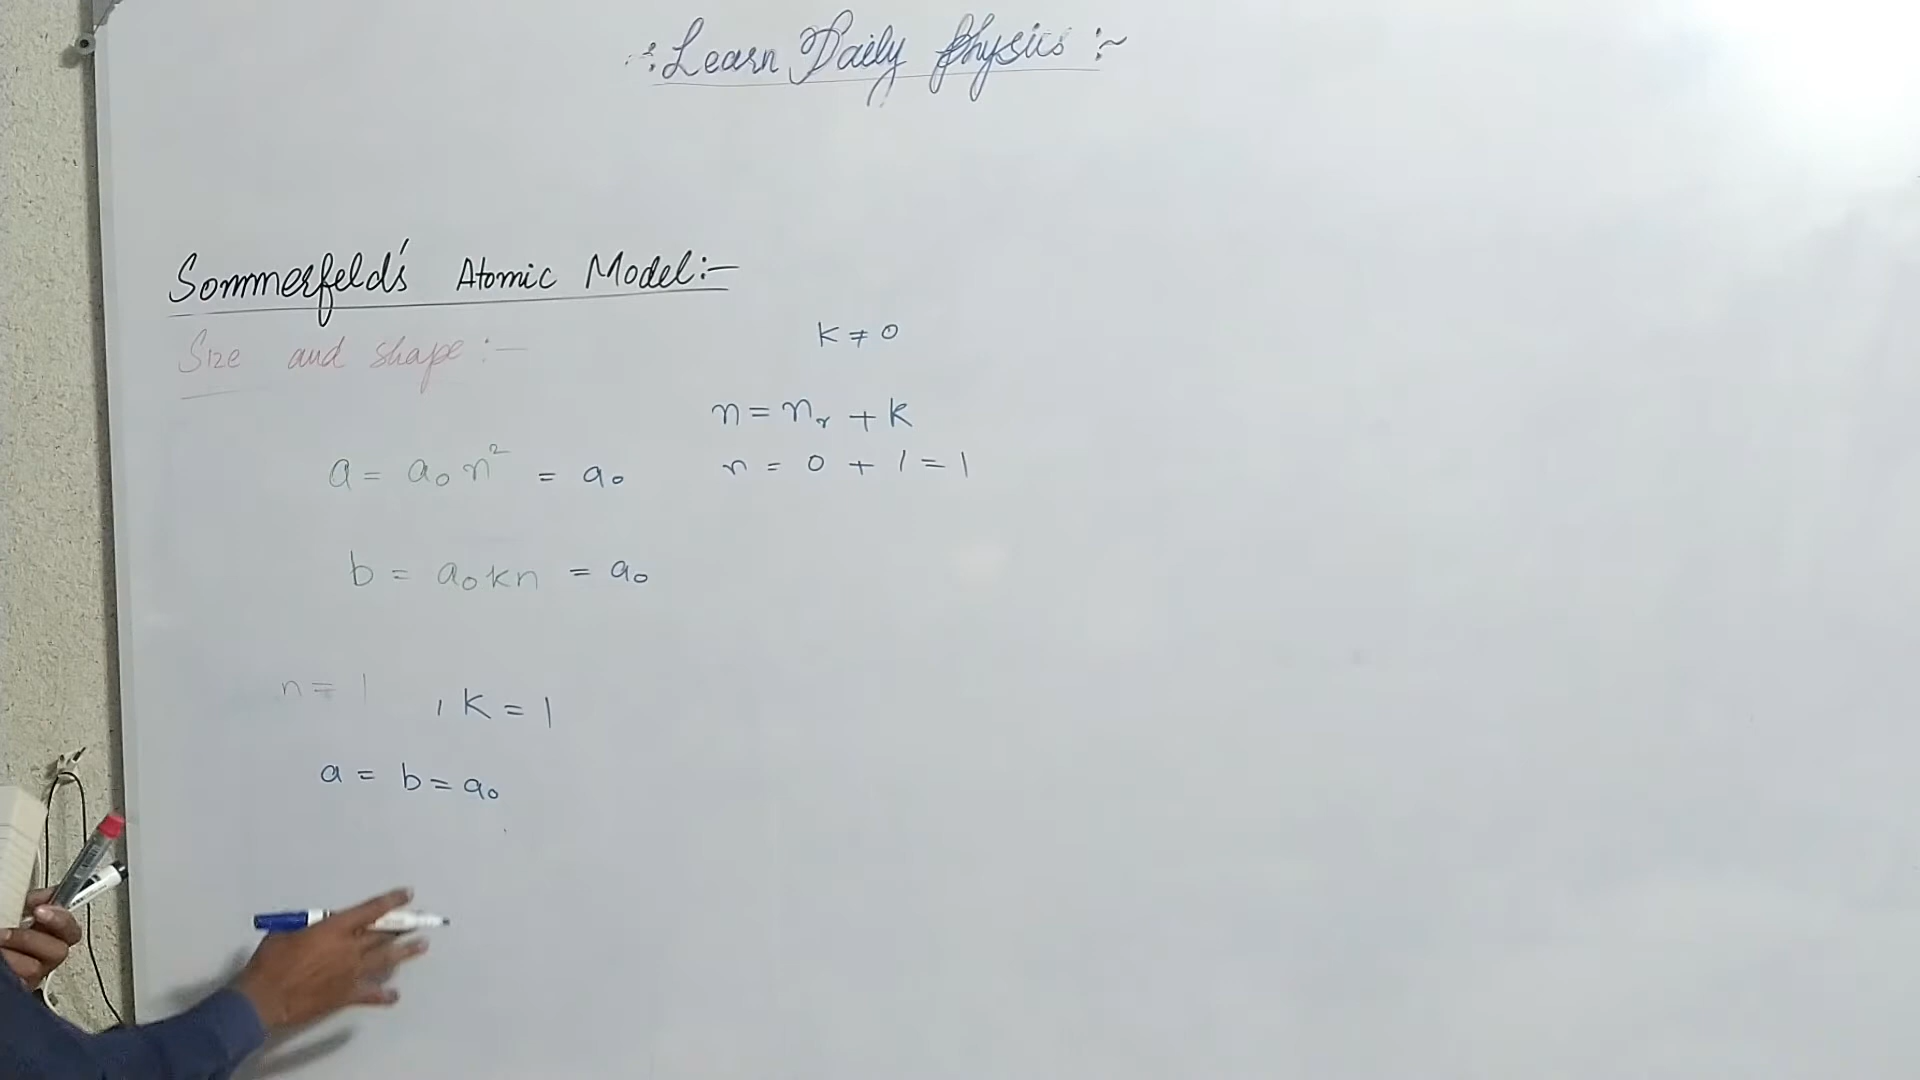 :Learn Daily Physics:~
Sommerfeld's Atomic Model:-
Size and shape:-
k ≠ 0
n = nᵣ + k
a = a₀n² = a₀
n = 0 + 1 = 1
b = a₀kn = a₀
n = 1 , k = 1
a = b = a₀